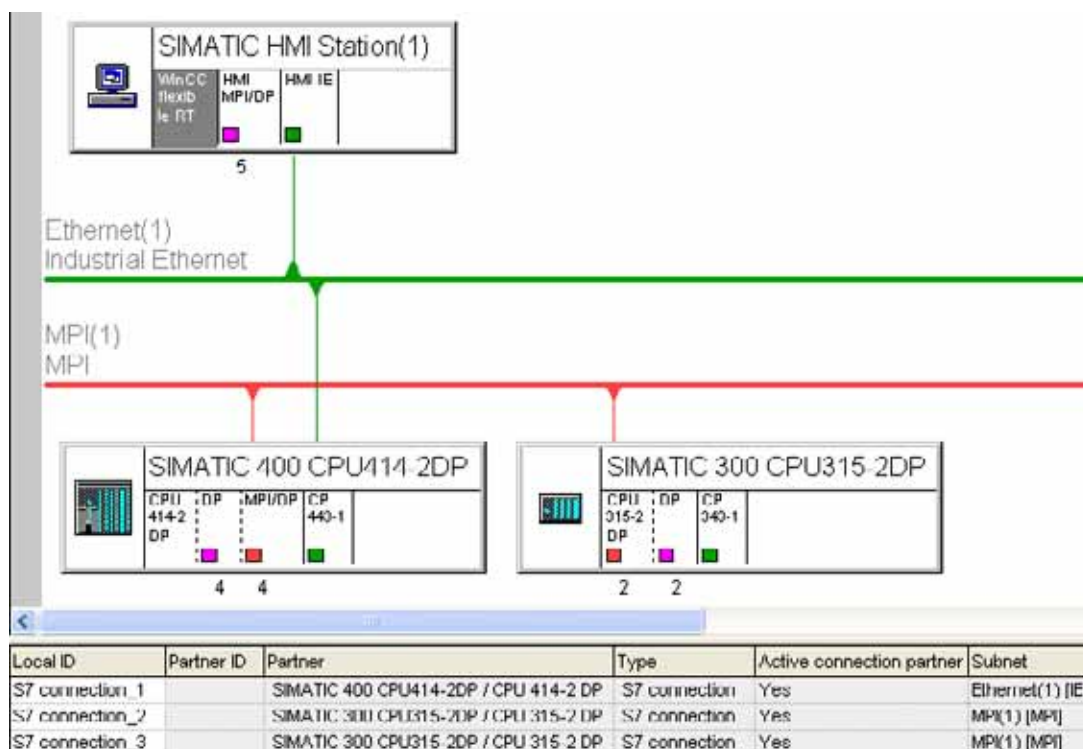 SIMATIC HMI Station(1)
WinCC flexib le RT
HMI MPI/DP
HMI IE
5
Ethernet(1)
Industrial Ethernet
MPI(1)
MPI
SIMATIC 400 CPU414-2DP
CPU 414-2 DP
DP
MPI/DP
CP 443-1
4 4
SIMATIC 300 CPU315-2DP
CPU 315-2 DP
DP
CP 343-1
2 2
Local ID Partner ID Partner Type Active connection partner Subnet
S7 connection_1 SIMATIC 400 CPU414-2DP / CPU 414-2 DP S7 connection Yes Ethernet(1) [IE
S7 connection_2 SIMATIC 300 CPU315-2DP / CPU 315-2 DP S7 connection Yes MPI(1) [MPI]
S7 connection_3 SIMATIC 300 CPU315-2DP / CPU 315-2 DP S7 connection Yes MPI(1) [MPI]